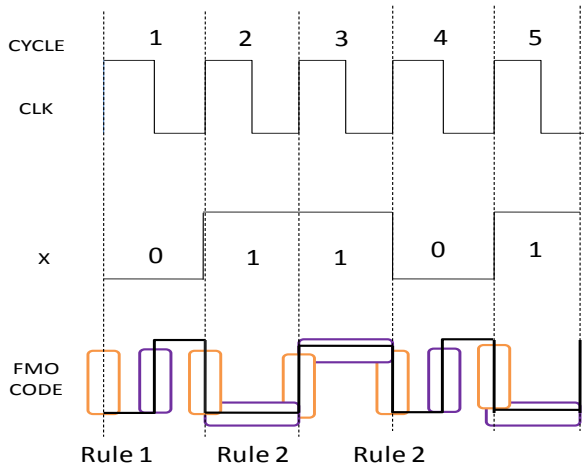 CYCLE 1 2 3 4 5
CLK
X 0 1 1 0 1
FMO
CODE
Rule 1 Rule 2 Rule 2